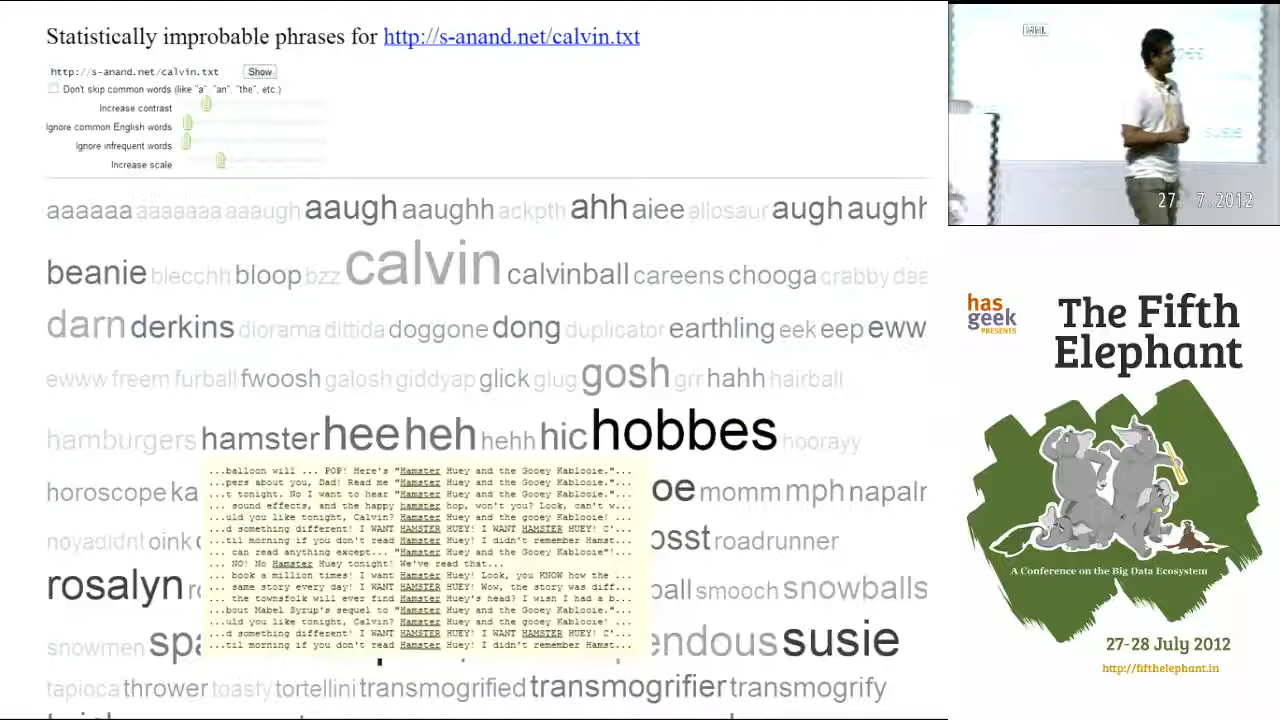 Statistically improbable phrases for http://s-anand.net/calvin.txt
http://s-anand.net/calvin.txt Show
Don't skip common words (like "a", "an", "the", etc.)
Increase contrast
Ignore common English words
Ignore infrequent words
Increase scale
aaaaaa aaaaaaa aaaugh aaugh aaughh ackpth ahh aiee allosaur augh aughh
beanie blecchh bloop bzz calvin calvinball careens chooga crabby
darn derkins diorama dittida doggone dong duplicator earthling eek eep eww
ewww freem furball fwoosh galosh giddyap glick glug gosh grr hahh hairball
hamburgers hamster hee heh hehh hic hobbes hoorayy
...balloon will ... POP! Here's "Hamster Huey and the Gooey Kablooie."...
...pers about you, Dad! Read me "Hamster Huey and the Gooey Kablooie."...
...t tonight. No I want to hear "Hamster Huey and the Gooey Kablooie."...
... sound effects, and the happy hamster hop, won't you? Look, can't w...
...uld you like tonight, Calvin? Hamster Huey and the gooey Kablooie! ...
...d something different! I WANT HAMSTER HUEY! I WANT HAMSTER HUEY! C'...
...til morning if you don't read Hamster Huey! I didn't remember Hamst...
... can read anything except... "Hamster Huey and the Gooey Kablooie"!...
... NO! No Hamster Huey tonight! We've read that...
... book a million times! I want Hamster Huey! Look, you KNOW how the ...
... same story every day! I WANT HAMSTER HUEY! Wow, the story was diff...
... the townsfolk will ever find Hamster Huey's head? I wish I had a b...
...bout Mabel Syrup's sequel to "Hamster Huey and the Gooey Kablooie."...
...uld you like tonight, Calvin? Hamster Huey and the gooey Kablooie! ...
...d something different! I WANT HAMSTER HUEY! I WANT HAMSTER HUEY! C'...
...til morning if you don't read Hamster Huey! I didn't remember Hamst...
horoscope ka oe momm mph napalm
noyadidnt oink psst roadrunner
rosalyn ball smooch snowballs
snowmen spa endous susie
tapioca thrower toasty tortellini transmogrified transmogrifier transmogrify
susie
27. 7.2012
has
geek
PRESENTS
The Fifth
Elephant
A Conference on the Big Data Ecosystem
27-28 July 2012
http://fifthelephant.in